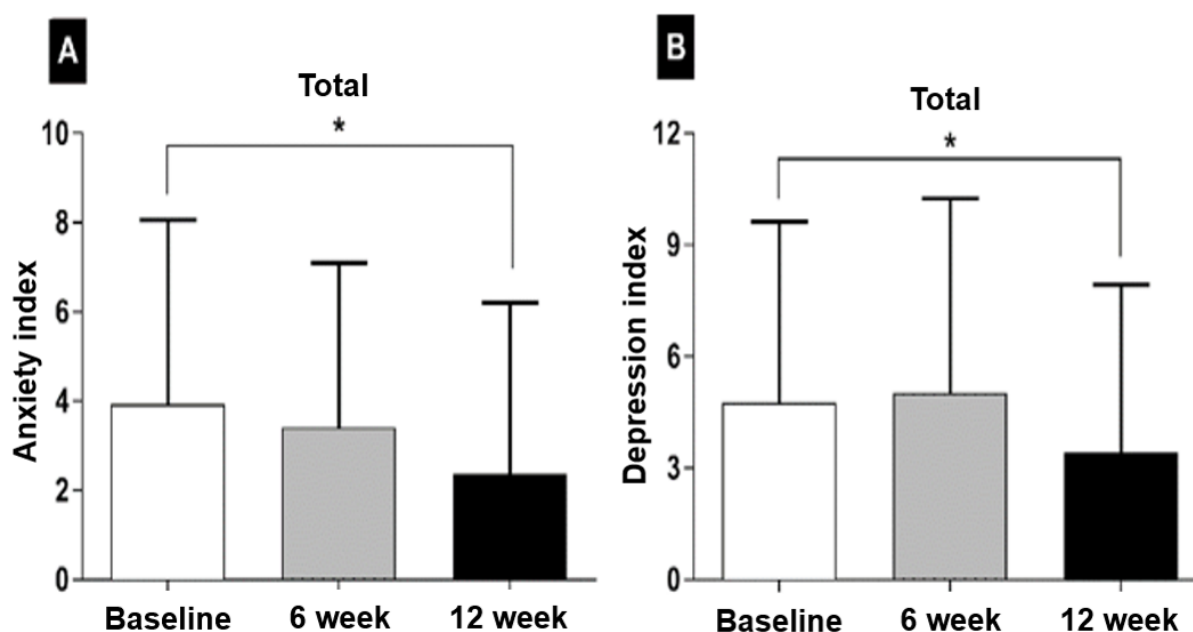 A
Total
*
10
8
6
4
2
0
Anxiety index
Baseline
6 week
12 week
B
Total
*
12
9
6
3
0
Depression index
Baseline
6 week
12 week